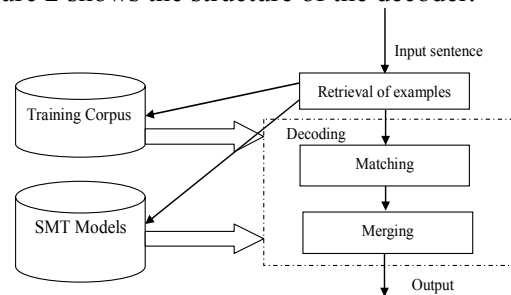 2 shows the structure of the decoder.
Input sentence
Retrieval of examples
Training Corpus
Decoding
Matching
SMT Models
Merging
Output